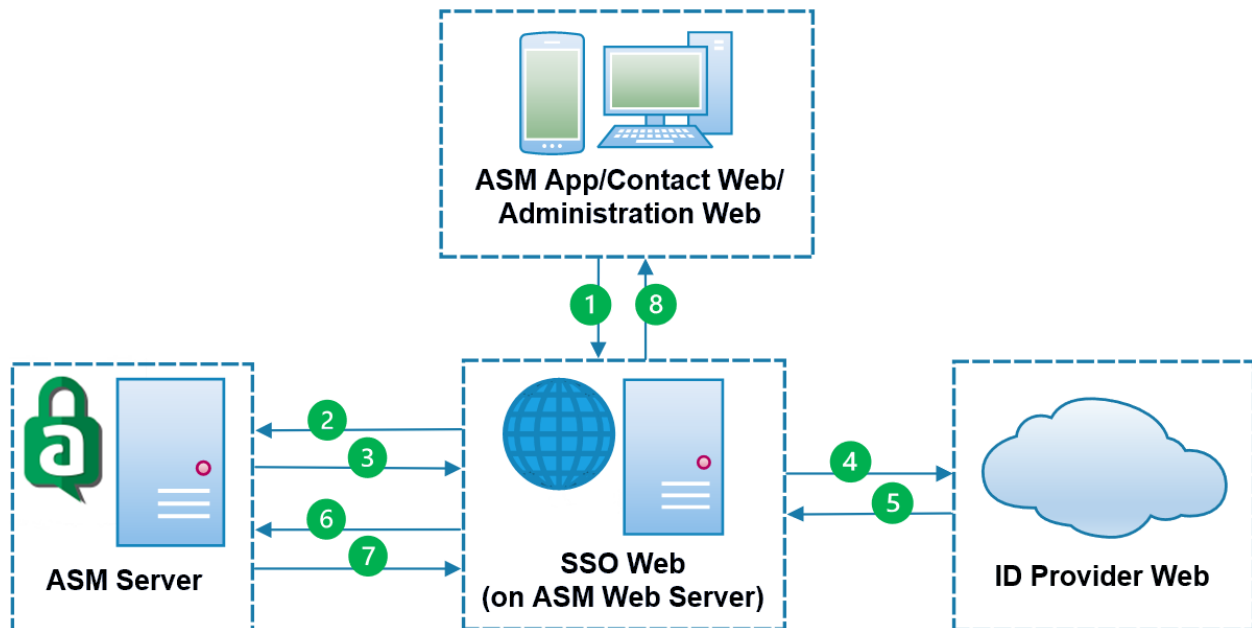 ASM App/Contact Web/
Administration Web
1
8
a
2
3
6
7
4
5
ASM Server
SSO Web
(on ASM Web Server)
ID Provider Web